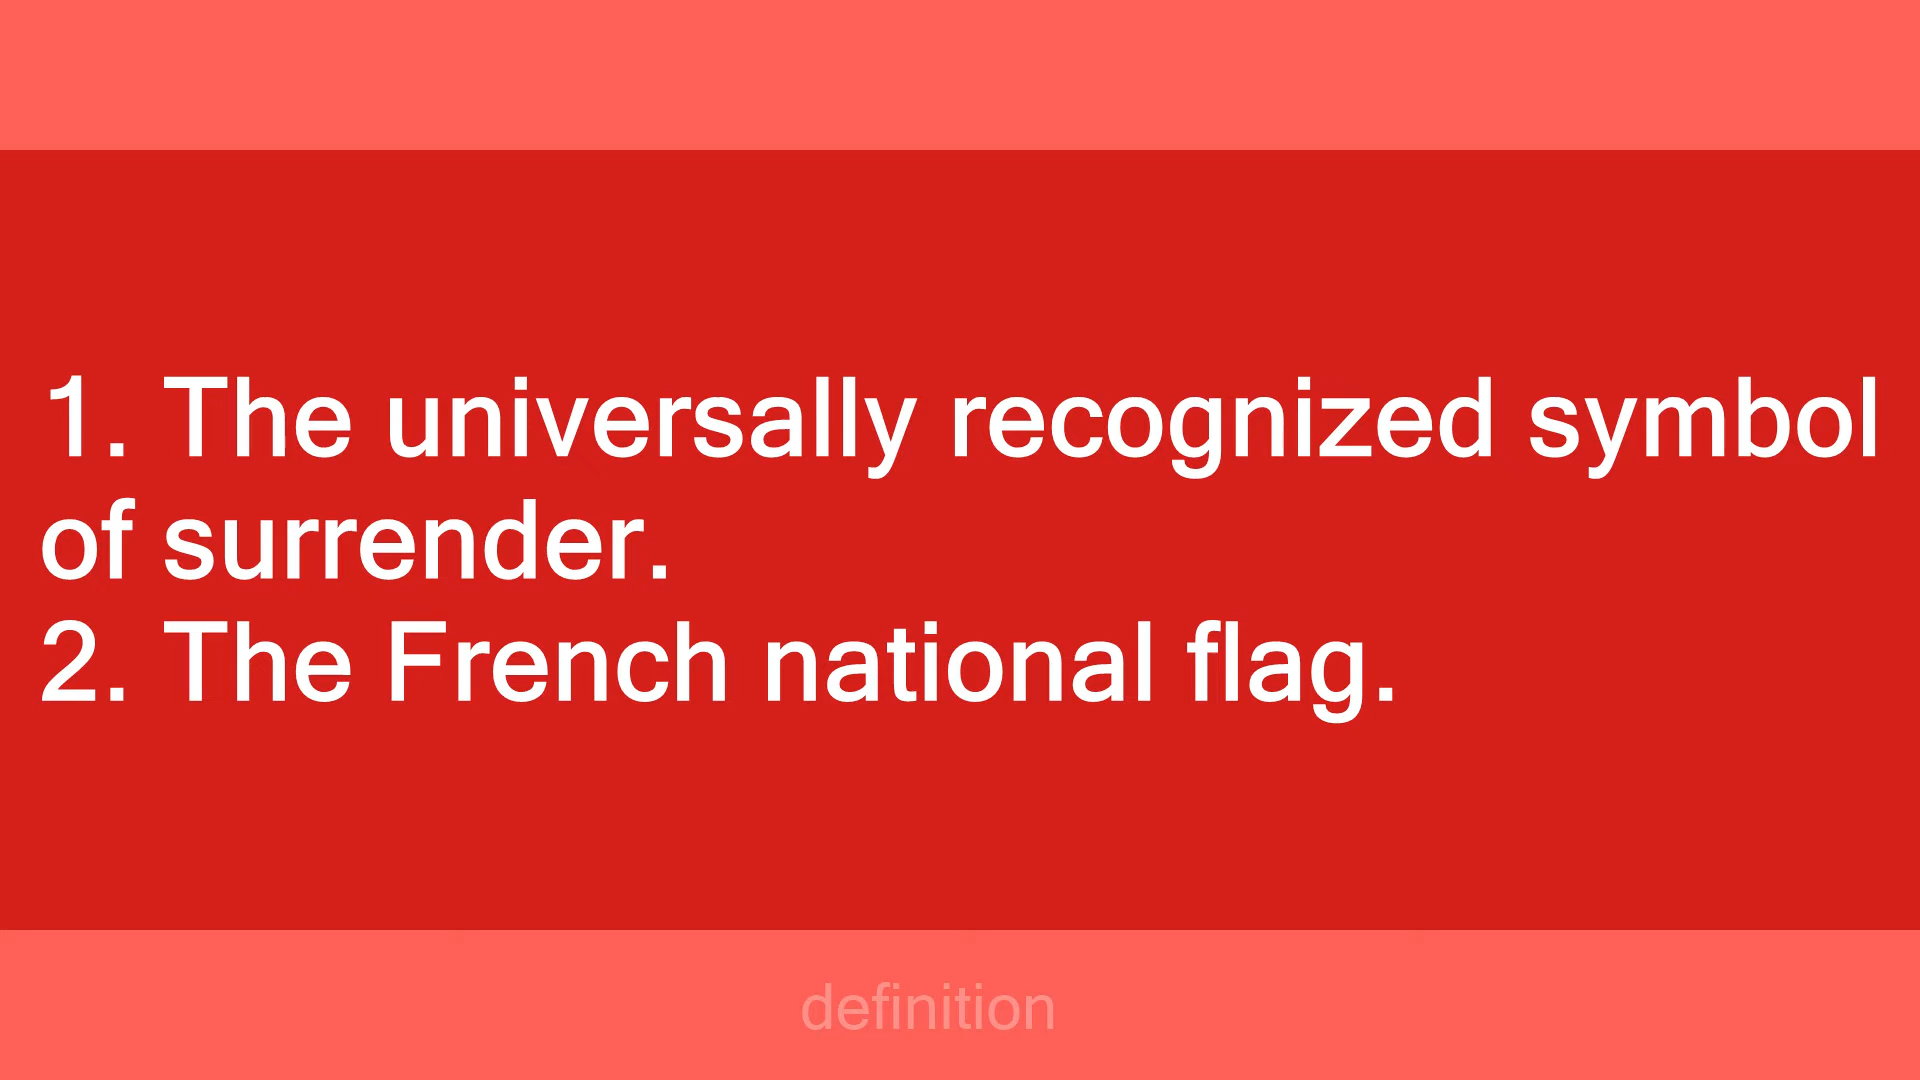 1. The universally recognized symbol
of surrender.
2. The French national flag.
definition